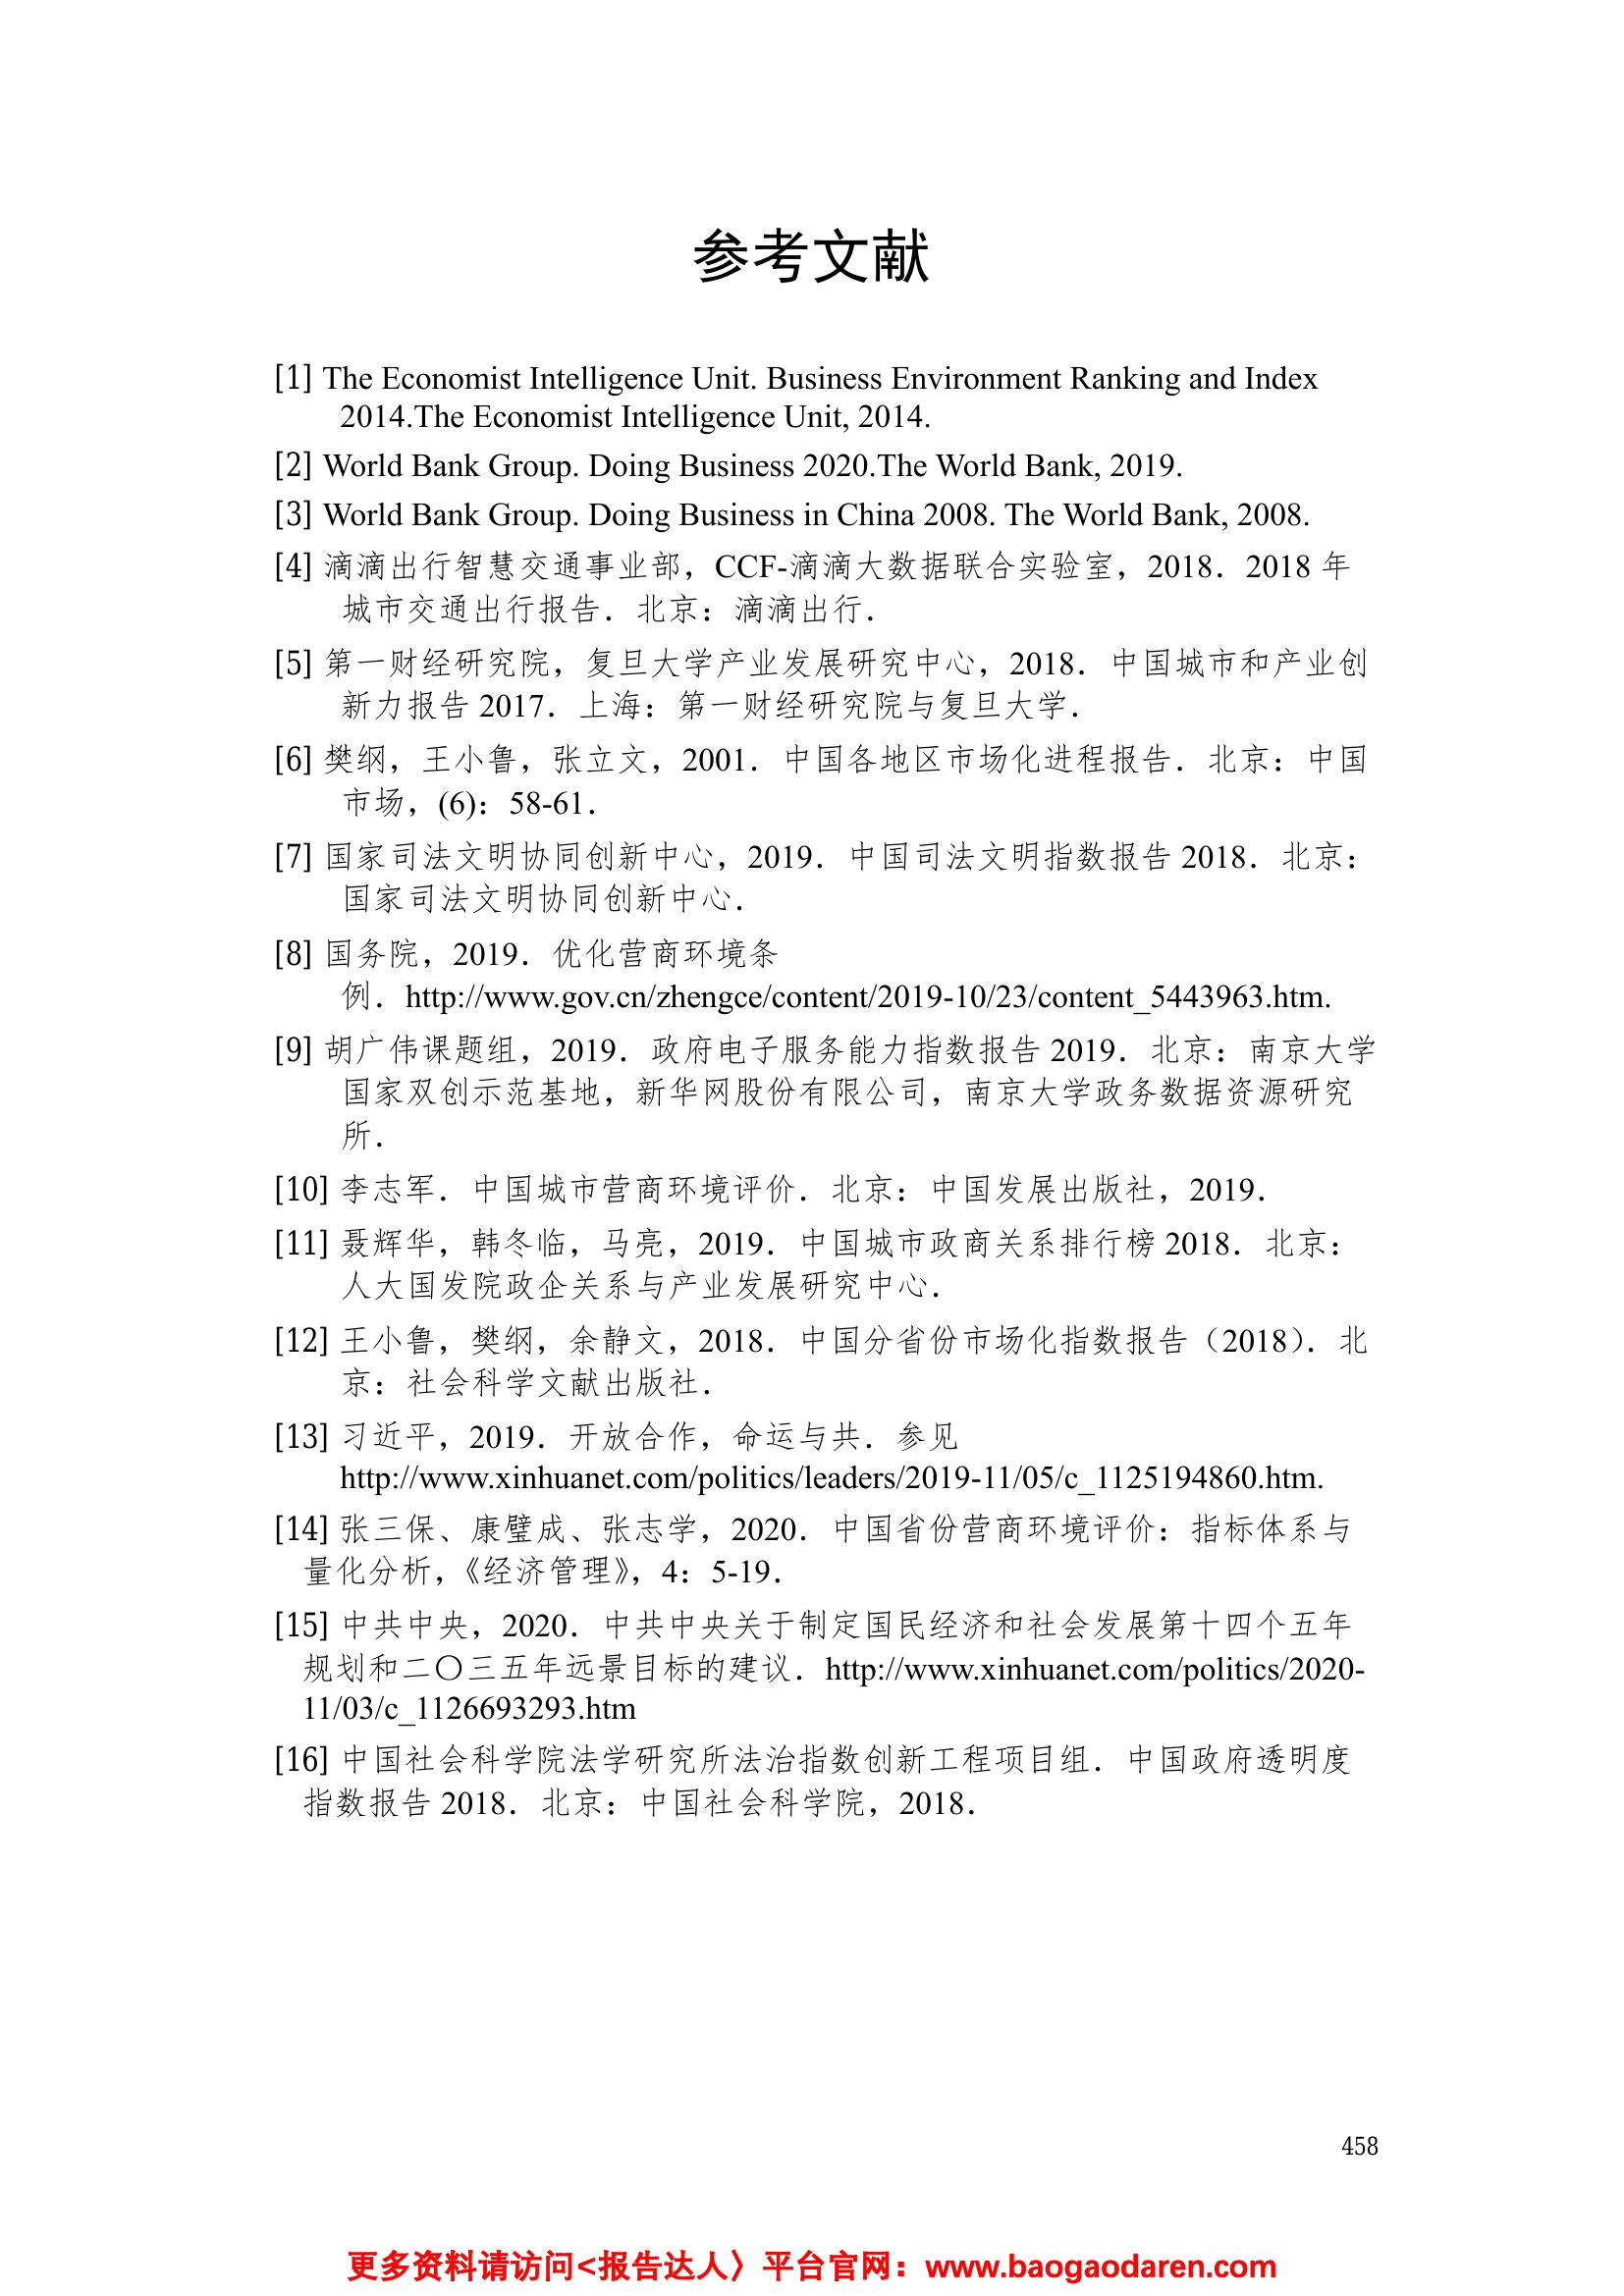 参考文献
[1] The Economist Intelligence Unit. Business Environment Ranking and Index
2014.The Economist Intelligence Unit, 2014.
[2] World Bank Group. Doing Business 2020.The World Bank, 2019.
[3] World Bank Group. Doing Business in China 2008. The World Bank, 2008.
[4] 滴滴出行智慧交通事业部，CCF-滴滴大数据联合实验室，2018．2018 年
城市交通出行报告．北京：滴滴出行．
[5] 第一财经研究院，复旦大学产业发展研究中心，2018．中国城市和产业创
新力报告 2017．上海：第一财经研究院与复旦大学．
[6] 樊纲，王小鲁，张立文，2001．中国各地区市场化进程报告．北京：中国
市场，(6)：58-61．
[7] 国家司法文明协同创新中心，2019．中国司法文明指数报告 2018．北京：
国家司法文明协同创新中心．
[8] 国务院，2019．优化营商环境条
例．http://www.gov.cn/zhengce/content/2019-10/23/content_5443963.htm.
[9] 胡广伟课题组，2019．政府电子服务能力指数报告 2019．北京：南京大学
国家双创示范基地，新华网股份有限公司，南京大学政务数据资源研究
所．
[10] 李志军．中国城市营商环境评价．北京：中国发展出版社，2019．
[11] 聂辉华，韩冬临，马亮，2019．中国城市政商关系排行榜 2018．北京：
人大国发院政企关系与产业发展研究中心．
[12] 王小鲁，樊纲，余静文，2018．中国分省份市场化指数报告（2018）．北
京：社会科学文献出版社．
[13] 习近平，2019．开放合作，命运与共．参见
http://www.xinhuanet.com/politics/leaders/2019-11/05/c_1125194860.htm.
[14] 张三保、康璧成、张志学，2020．中国省份营商环境评价：指标体系与
量化分析，《经济管理》，4：5-19．
[15] 中共中央，2020．中共中央关于制定国民经济和社会发展第十四个五年
规划和二〇三五年远景目标的建议．http://www.xinhuanet.com/politics/2020-
11/03/c_1126693293.htm
[16] 中国社会科学院法学研究所法治指数创新工程项目组．中国政府透明度
指数报告 2018．北京：中国社会科学院，2018．
458
更多资料请访问<报告达人〉平台官网：www.baogaodaren.com